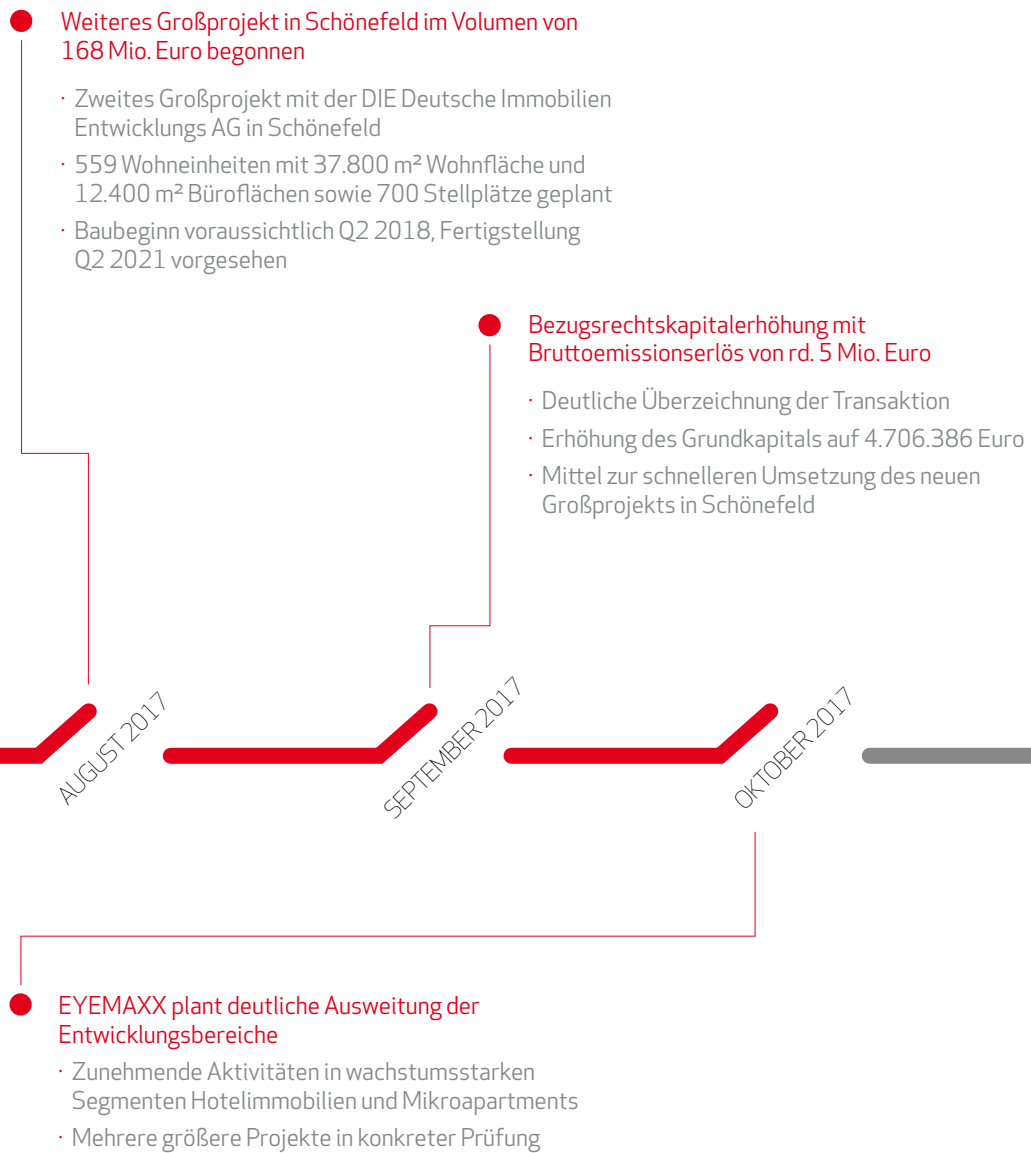 Weiteres Großprojekt in Schönefeld im Volumen von
168 Mio. Euro begonnen
· Zweites Großprojekt mit der DIE Deutsche Immobilien
Entwicklungs AG in Schönefeld
· 559 Wohneinheiten mit 37.800 m² Wohnfläche und
12.400 m² Büroflächen sowie 700 Stellplätze geplant
· Baubeginn voraussichtlich Q2 2018, Fertigstellung
Q2 2021 vorgesehen
Bezugsrechtskapitalerhöhung mit
Bruttoemissionserlös von rd. 5 Mio. Euro
· Deutliche Überzeichnung der Transaktion
· Erhöhung des Grundkapitals auf 4.706.386 Euro
· Mittel zur schnelleren Umsetzung des neuen
Großprojekts in Schönefeld
AUGUST 2017
SEPTEMBER 2017
OKTOBER 2017
EYEMAXX plant deutliche Ausweitung der
Entwicklungsbereiche
· Zunehmende Aktivitäten in wachstumsstarken
Segmenten Hotelimmobilien und Mikroapartments
· Mehrere größere Projekte in konkreter Prüfung